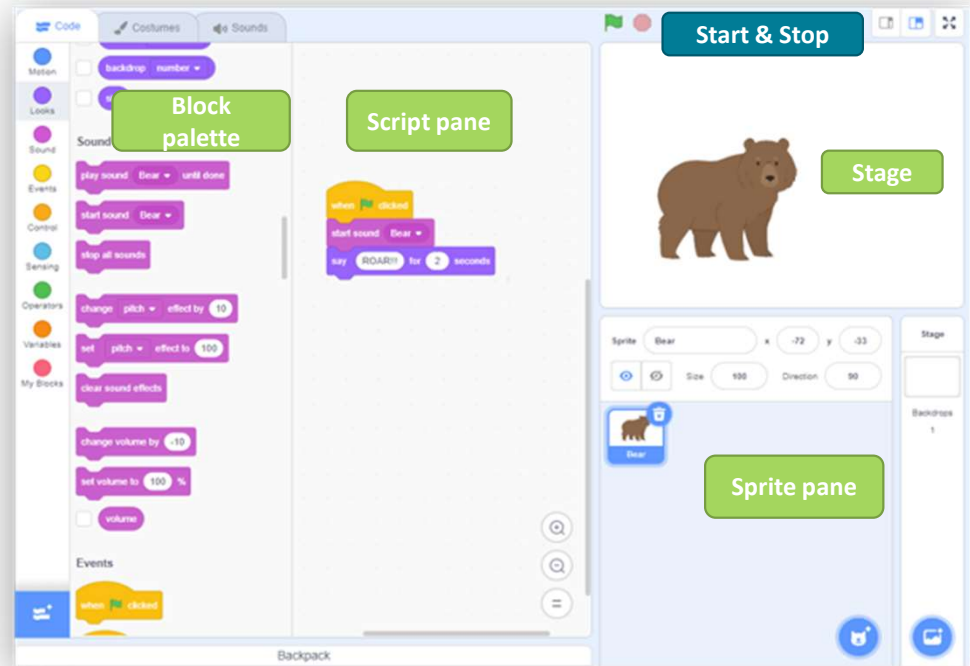 Code
Costumes
Sounds
Start & Stop
Motion
Looks
Sound
Events
Control
Sensing
Operators
Variables
My Blocks
backdrop number
Block
palette
Sound
play sound Bear until done
start sound Bear
stop all sounds
change pitch effect by 10
set pitch effect to 100
clear sound effects
change volume by -10
set volume to 100 %
volume
Events
when clicked
Script pane
when clicked
start sound Bear
say ROAR!!! for 2 seconds
Stage
Sprite Bear x -72 y -33
Size 100 Direction 90
Bear
Sprite pane
Stage
Backdrops
1
Backpack